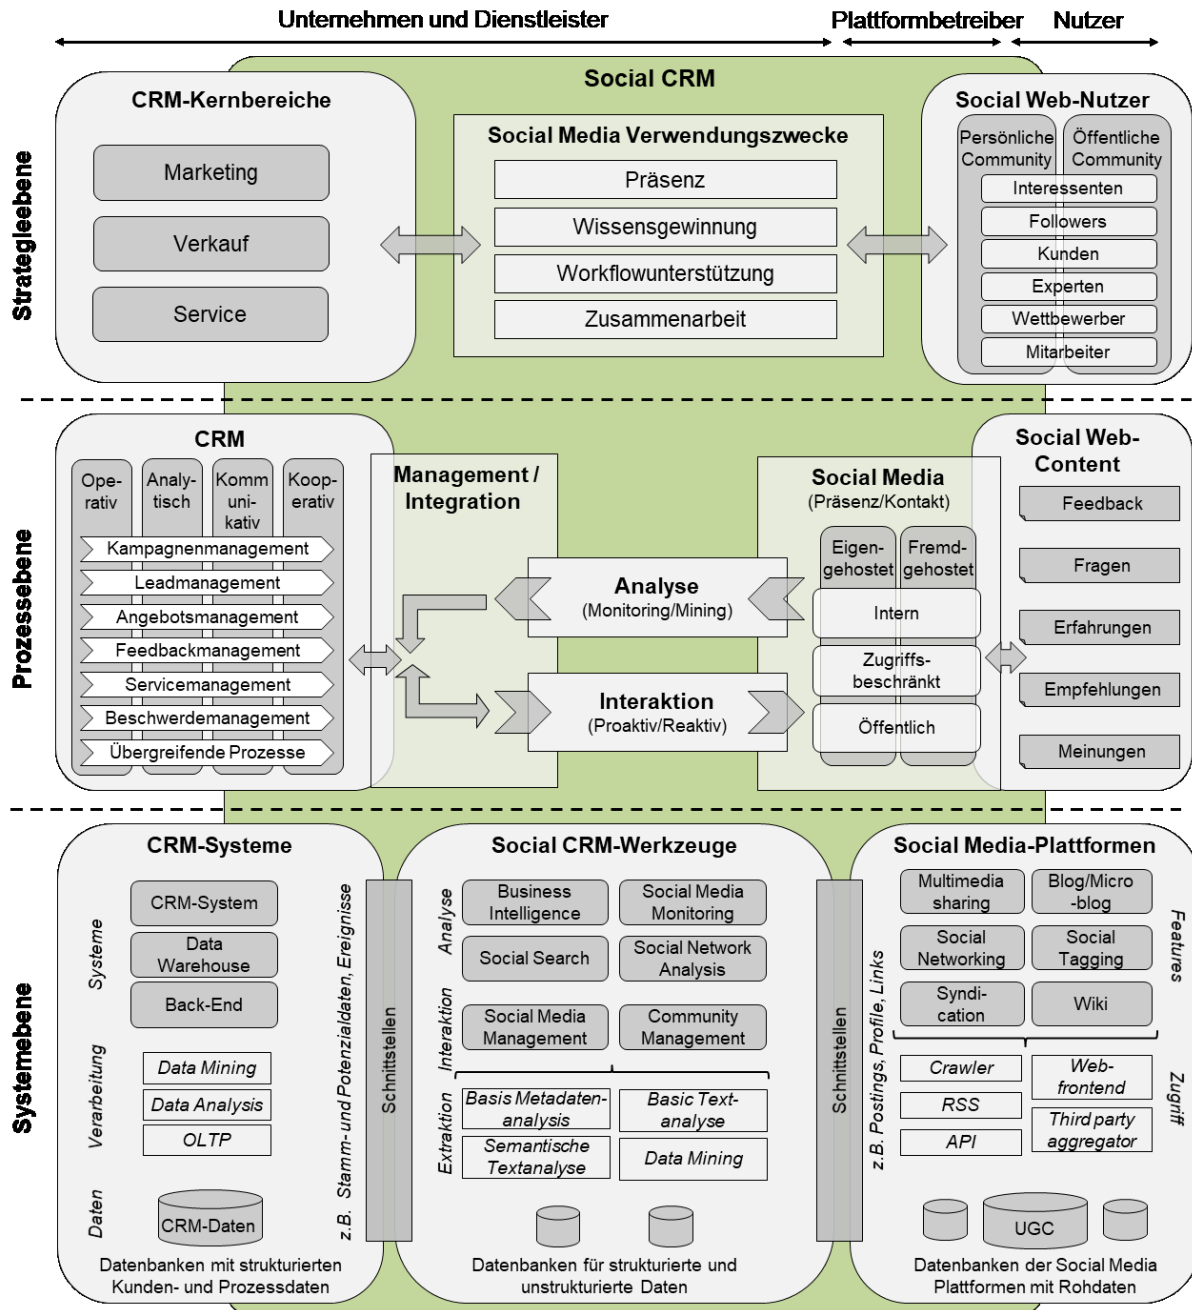 Unternehmen und Dienstleister
Plattformbetreiber
Nutzer
Strategieebene
Social CRM
CRM-Kernbereiche
Marketing
Verkauf
Service
Social Media Verwendungszwecke
Präsenz
Wissensgewinnung
Workflowunterstützung
Zusammenarbeit
Social Web-Nutzer
Persönliche
Community
Öffentliche
Community
Interessenten
Followers
Kunden
Experten
Wettbewerber
Mitarbeiter
Prozessebene
CRM
Ope-
rativ
Analy-
tisch
Komm
uni-
kativ
Koop-
erativ
Kampagnenmanagement
Leadmanagement
Angebotsmanagement
Feedbackmanagement
Servicemanagement
Beschwerdemanagement
Übergreifende Prozesse
Management /
Integration
Analyse
(Monitoring/Mining)
Interaktion
(Proaktiv/Reaktiv)
Social Media
(Präsenz/Kontakt)
Eigen-
gehostet
Fremd-
gehostet
Intern
Zugriffs-
beschränkt
Öffentlich
Social Web-
Content
Feedback
Fragen
Erfahrungen
Empfehlungen
Meinungen
Systemebene
CRM-Systeme
Systeme
CRM-System
Data
Warehouse
Back-End
Verarbeitung
Data Mining
Data Analysis
OLTP
Daten
CRM-Daten
Datenbanken mit strukturierten
Kunden- und Prozessdaten
z.B. Stamm- und Potenzialdaten, Ereignisse
Schnittstellen
Social CRM-Werkzeuge
Analyse
Business
Intelligence
Social Media
Monitoring
Social Search
Social Network
Analysis
Interaktion
Social Media
Management
Community
Management
Extraktion
Basis Metadaten-
analysis
Basic Text-
analyse
Semantische
Textanalyse
Data Mining
Datenbanken für strukturierte und
unstrukturierte Daten
Schnittstellen
z.B. Postings, Profile, Links
Social Media-Plattformen
Multimedia
sharing
Blog/Micro
-blog
Social
Networking
Social
Tagging
Syndi-
cation
Wiki
Features
Crawler
Web-
frontend
RSS
Third party
aggregator
API
Zugriff
UGC
Datenbanken der Social Media
Plattformen mit Rohdaten